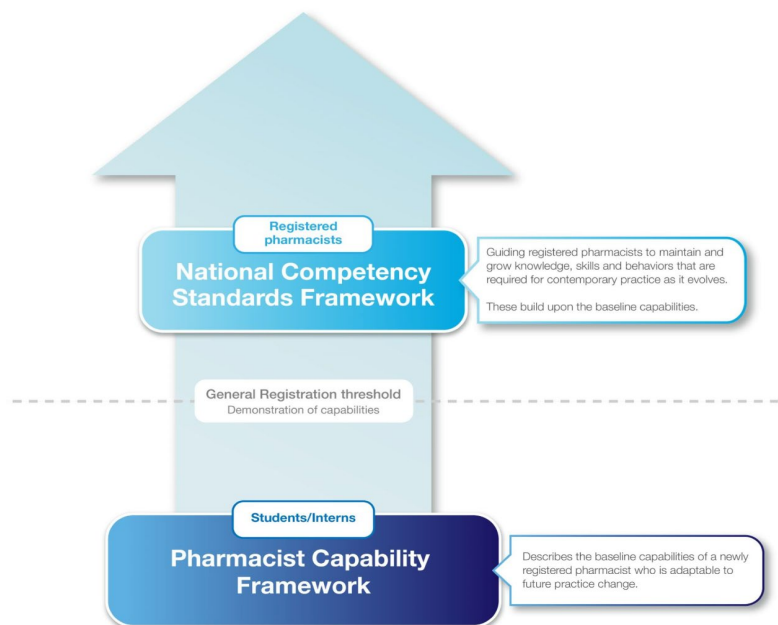 Registered
pharmacists
National Competency
Standards Framework
Guiding registered pharmacists to maintain and
grow knowledge, skills and behaviors that are
required for contemporary practice as it evolves.
These build upon the baseline capabilities.
General Registration threshold
Demonstration of capabilities
Students/Interns
Pharmacist Capability
Framework
Describes the baseline capabilities of a newly
registered pharmacist who is adaptable to
future practice change.